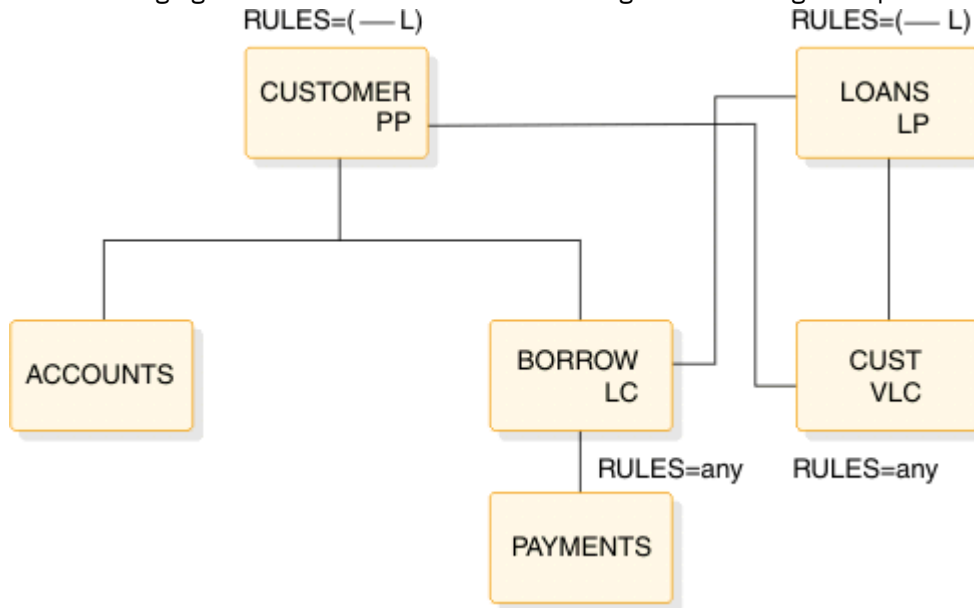 RULES=( — L)
RULES=( — L)
CUSTOMER
PP
LOANS
LP
ACCOUNTS
BORROW
LC
CUST
VLC
RULES=any
RULES=any
PAYMENTS